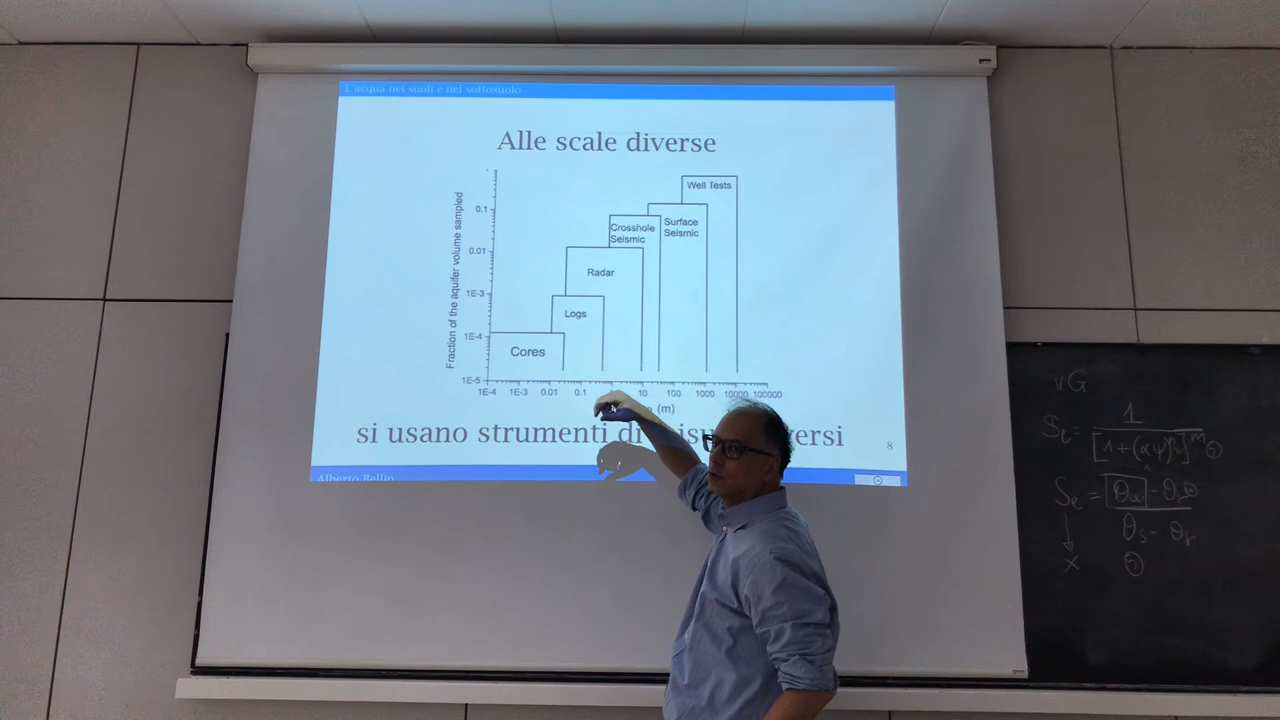 L'acqua nei suoli e nel sottosuolo
Alle scale diverse
Fraction of the aquifer volume sampled
0.1
0.01
1E-3
1E-4
1E-5
Well Tests
Surface
Seismic
Crosshole
Seismic
Radar
Logs
Cores
1E-4 1E-3 0.01 0.1 10 100 1000 10000 100000
(m)
si usano strumenti di
8
Alberto Bellin
vG
Se = 1
[1+(αψ)ⁿ]ᵐ
Se = θw - θr
θs - θr
x